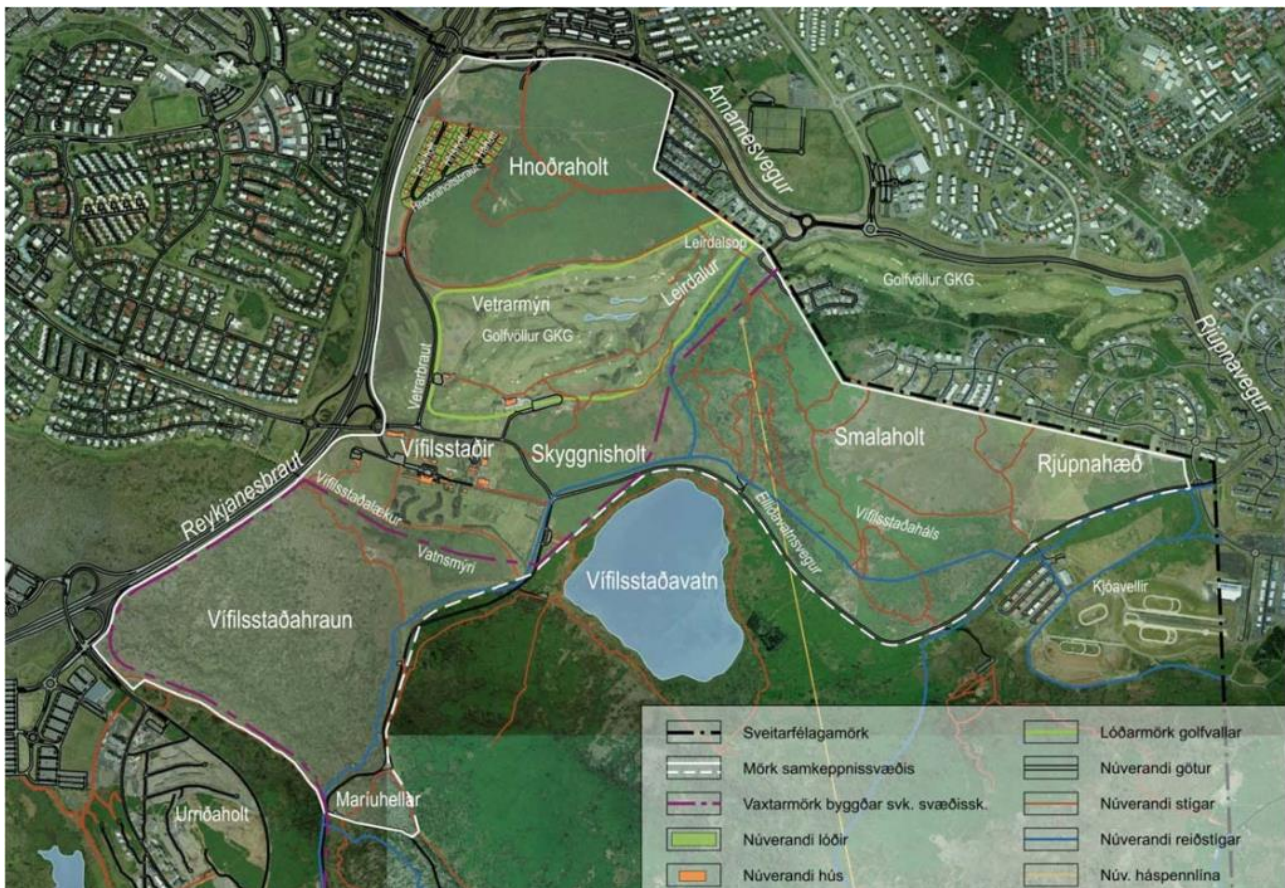 Arnarnesvegur
Hnoðraholt
Hnoðraholtsbraut
Leirdalsop
Leirdalur
Golfvöllur GKG
Vetrarmýri
Golfvöllur GKG
Rjúpnavegur
Vetrarbraut
Smalaholt
Vífilsstaðir
Skyggnisholt
Rjúpnahæð
Reykjanesbraut
Vífilsstaðalækur
Vífilsstaðaháls
Elliðavatnsvegur
Vatnsmýri
Vífilsstaðavatn
Kjóavellir
Vífilsstaðahraun
Maríuhellar
Urriðaholt
Sveitarfélagamörk
Mörk samkeppnissvæðis
Vaxtarmörk byggðar svk. svæðissk.
Núverandi lóðir
Núverandi hús
Lóðarmörk golfvallar
Núverandi götur
Núverandi stígar
Núverandi reiðstígar
Núv. háspennlína